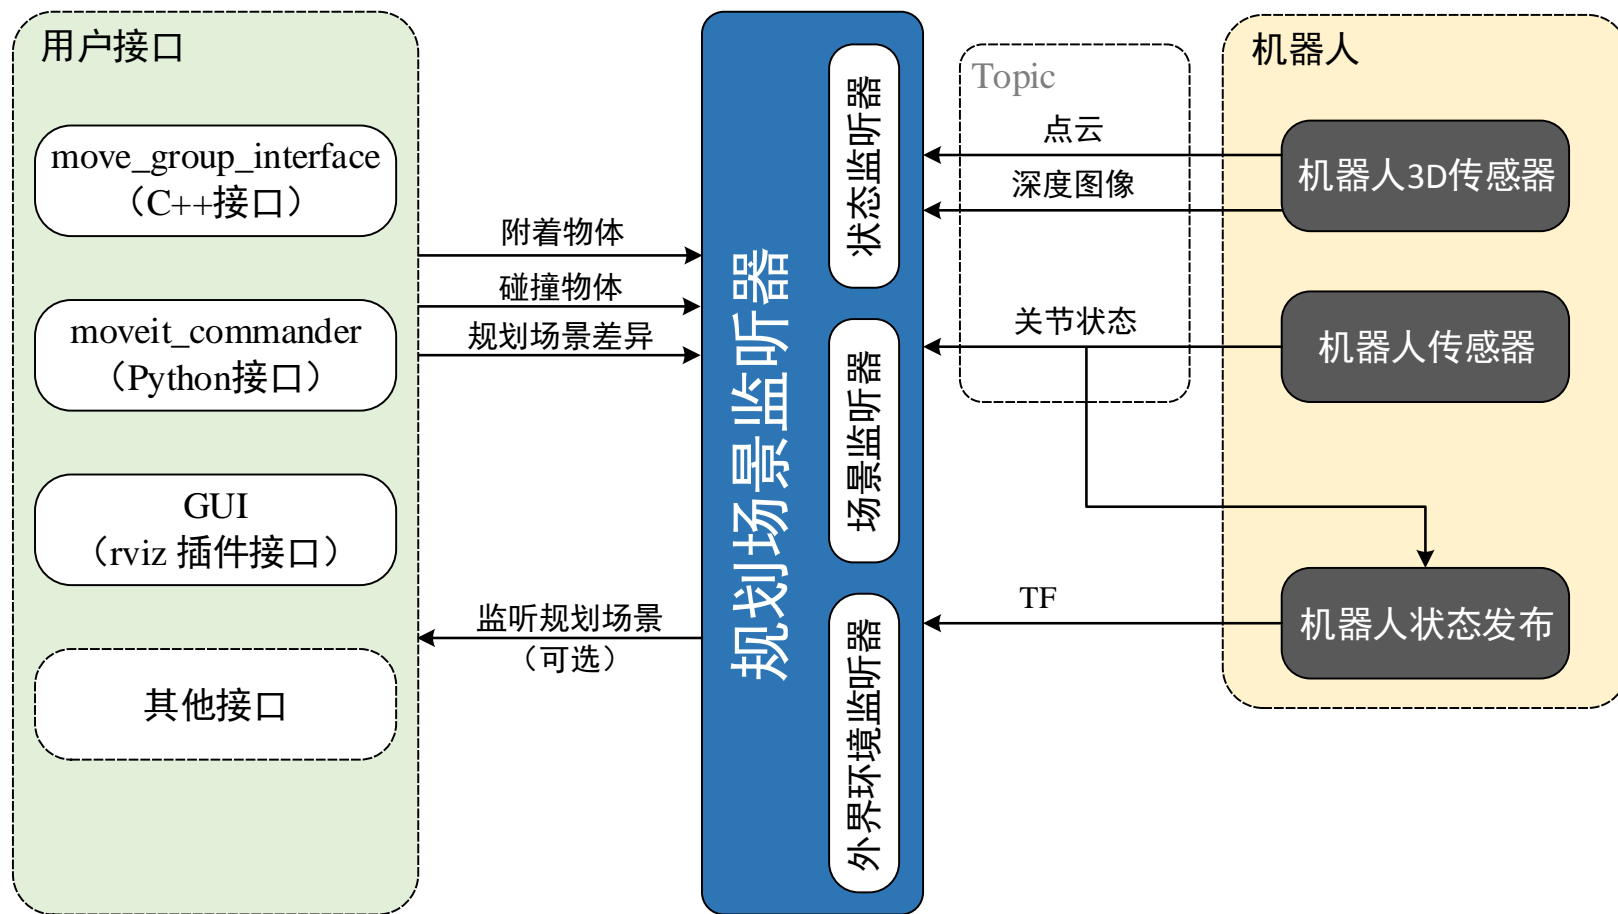 用户接口
move_group_interface
（C++接口）
moveit_commander
（Python接口）
GUI
（rviz 插件接口）
其他接口
附着物体
碰撞物体
规划场景差异
监听规划场景
（可选）
规划场景监听器
状态监听器
场景监听器
外界环境监听器
Topic
点云
深度图像
关节状态
TF
机器人
机器人3D传感器
机器人传感器
机器人状态发布